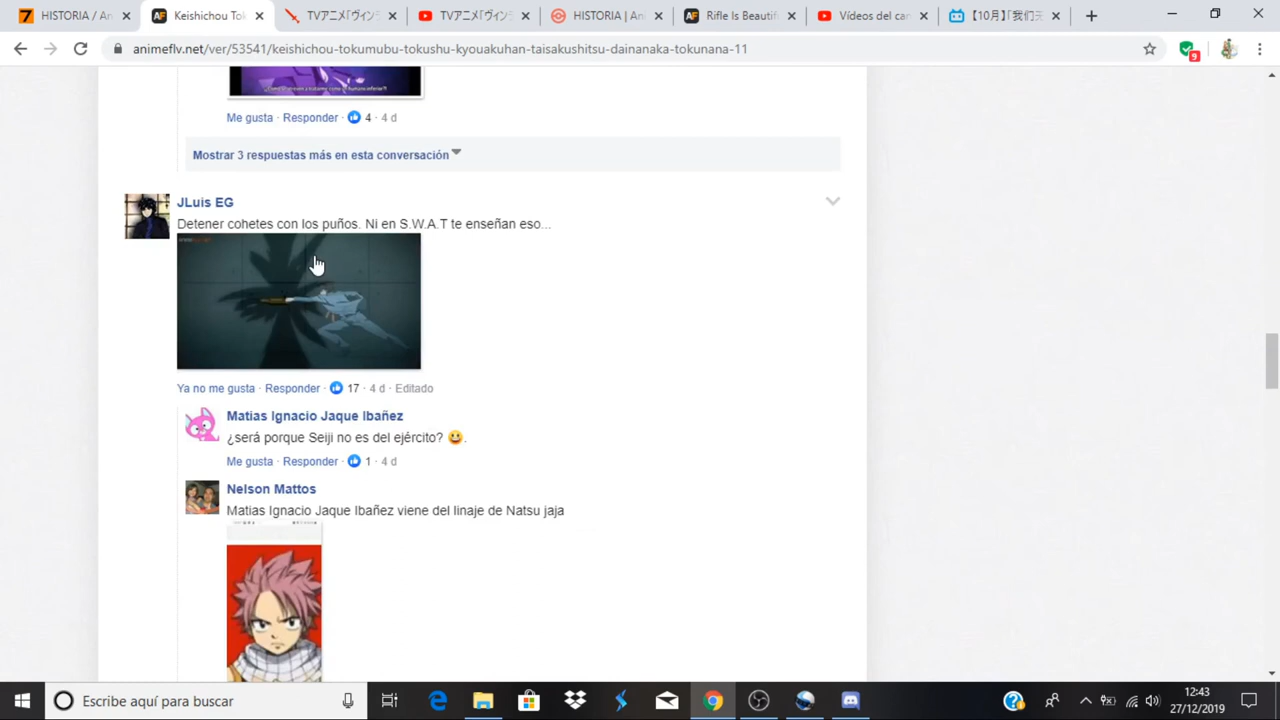 HISTORIA | An
Keishichou Tok
TVアニメ「ヴィン
TVアニメ「ヴィン
HISTORIA | Ani
Rifle Is Beautif
Vídeos del can
【10月】「我们
animeflv.net/ver/53541/keishichou-tokumubu-tokushu-kyouakuhan-taisakushitsu-dainanaka-tokunana-11
9
Me gusta · Responder · 4 · 4 d
Mostrar 3 respuestas más en esta conversación
JLuis EG
Detener cohetes con los puños. Ni en S.W.A.T te enseñan eso...
Ya no me gusta · Responder · 17 · 4 d · Editado
Matias Ignacio Jaque Ibañez
¿será porque Seiji no es del ejército? 😃.
Me gusta · Responder · 1 · 4 d
Nelson Mattos
Matias Ignacio Jaque Ibañez viene del linaje de Natsu jaja
Escribe aquí para buscar
12:43
27/12/2019